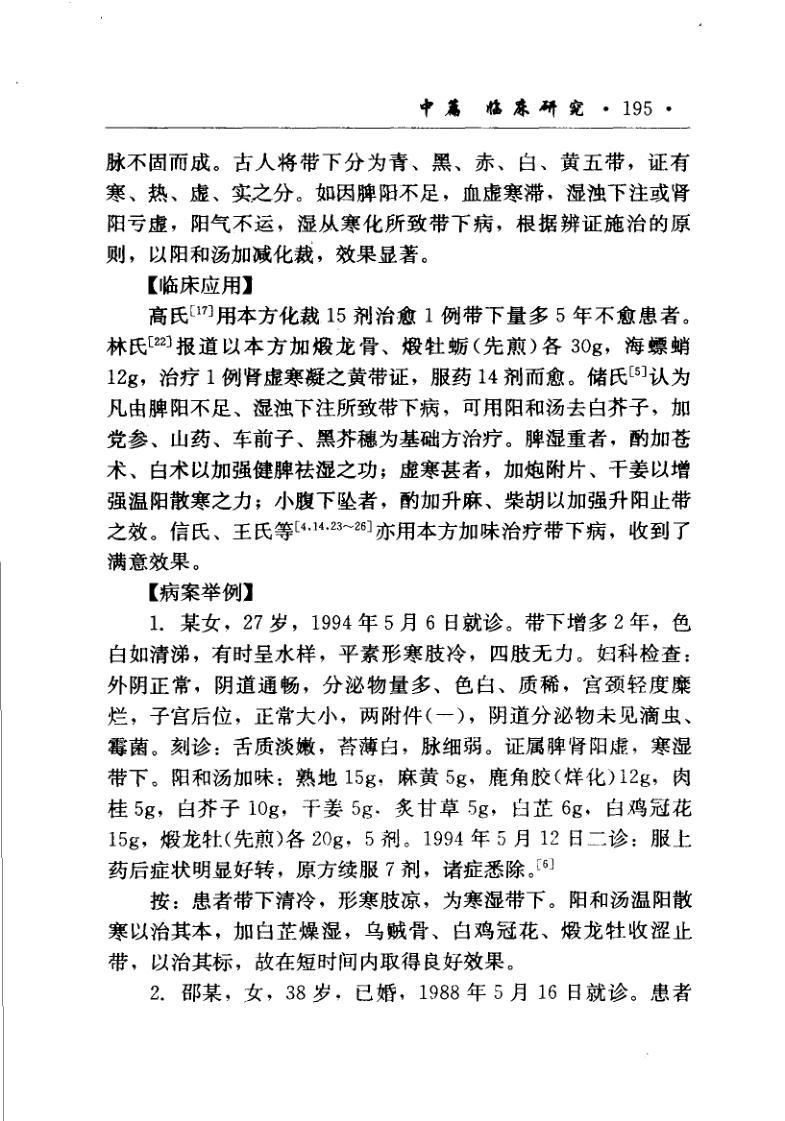 中篇 临床研究 · 195 ·
脉不固而成。古人将带下分为青、黑、赤、白、黄五带，证有
寒、热、虚、实之分。如因脾阳不足，血虚寒滞，湿浊下注或肾
阳亏虚，阳气不运，湿从寒化所致带下病，根据辨证施治的原
则，以阳和汤加减化裁，效果显著。
【临床应用】
高氏[17]用本方化裁 15 剂治愈 1 例带下量多 5 年不愈患者。
林氏[22]报道以本方加煅龙骨、煅牡蛎(先煎)各 30g，海螵蛸
12g，治疗 1 例肾虚寒凝之黄带证，服药 14 剂而愈。储氏[5]认为
凡由脾阳不足、湿浊下注所致带下病，可用阳和汤去白芥子，加
党参、山药、车前子、黑芥穗为基础方治疗。脾湿重者，酌加苍
术、白术以加强健脾祛湿之功；虚寒甚者，加炮附片、干姜以增
强温阳散寒之力；小腹下坠者，酌加升麻、柴胡以加强升阳止带
之效。信氏、王氏等[4,14,23～26]亦用本方加味治疗带下病，收到了
满意效果。
【病案举例】
1. 某女，27 岁，1994 年 5 月 6 日就诊。带下增多 2 年，色
白如清涕，有时呈水样，平素形寒肢冷，四肢无力。妇科检查：
外阴正常，阴道通畅，分泌物量多、色白、质稀，宫颈轻度糜
烂，子宫后位，正常大小，两附件(一)，阴道分泌物未见滴虫、
霉菌。刻诊：舌质淡嫩，苔薄白，脉细弱。证属脾肾阳虚，寒湿
带下。阳和汤加味：熟地 15g，麻黄 5g，鹿角胶(烊化)12g，肉
桂 5g，白芥子 10g，干姜 5g，炙甘草 5g，白芷 6g，白鸡冠花
15g，煅龙牡(先煎)各 20g，5 剂。1994 年 5 月 12 日二诊：服上
药后症状明显好转，原方续服 7 剂，诸症悉除。[6]
按：患者带下清冷，形寒肢凉，为寒湿带下。阳和汤温阳散
寒以治其本，加白芷燥湿，乌贼骨、白鸡冠花、煅龙牡收涩止
带，以治其标，故在短时间内取得良好效果。
2. 邵某，女，38 岁，已婚，1988 年 5 月 16 日就诊。患者